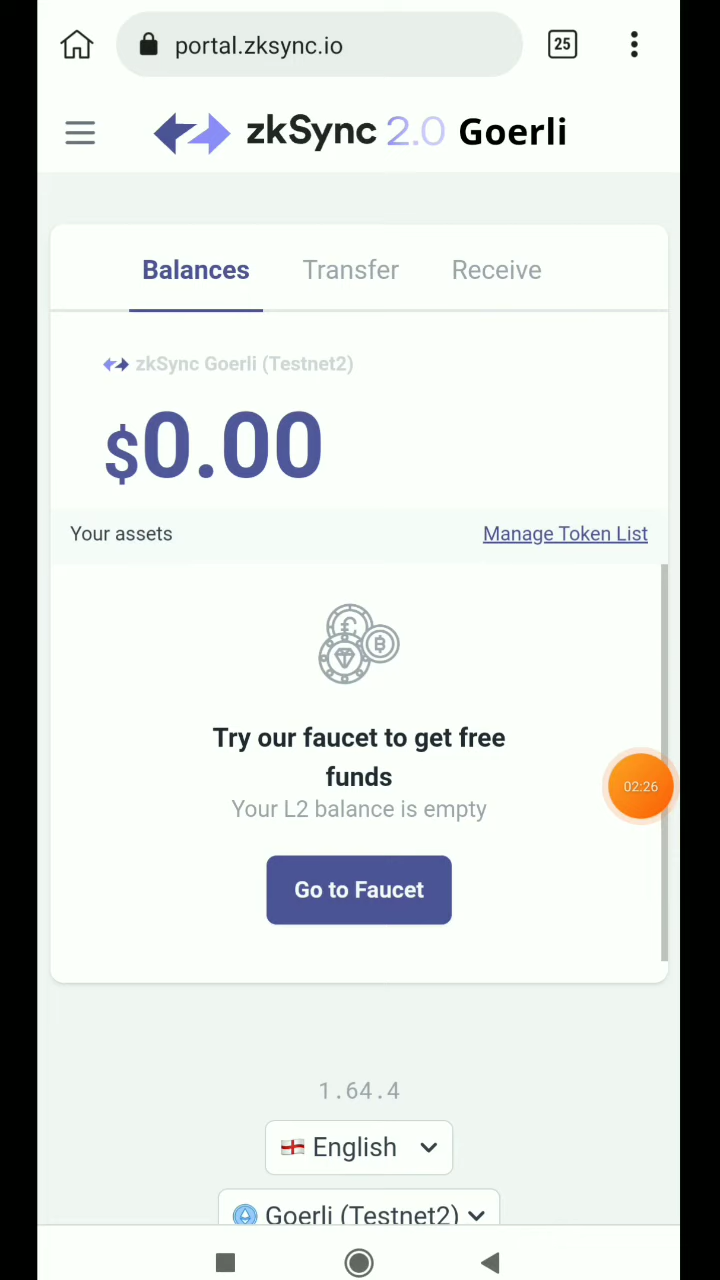 portal.zksync.io
25
zkSync 2.0 Goerli
Balances Transfer Receive
zkSync Goerli (Testnet2)
$0.00
Your assets Manage Token List
Try our faucet to get free
funds
Your L2 balance is empty
02:26
Go to Faucet
1.64.4
English
Goerli (Testnet2)